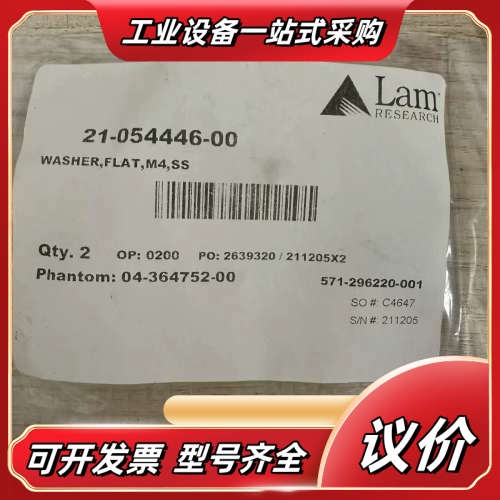 工业设备一站式采购
Lam
RESEARCH
21-054446-00
WASHER,FLAT,M4,SS
Qty. 2 OP: 0200 PO: 2639320 / 211205X2
Phantom: 04-364752-00
571-296220-001
SO #: C4647
S/N #: 211205
可开发票 型号齐全
议价